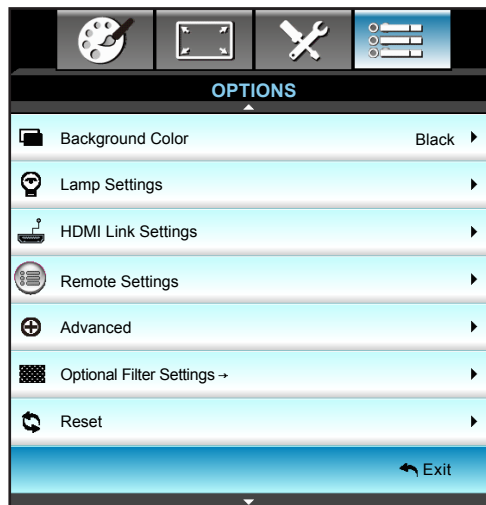 OPTIONS
Background Color Black
Lamp Settings
HDMI Link Settings
Remote Settings
Advanced
Optional Filter Settings →
Reset
Exit